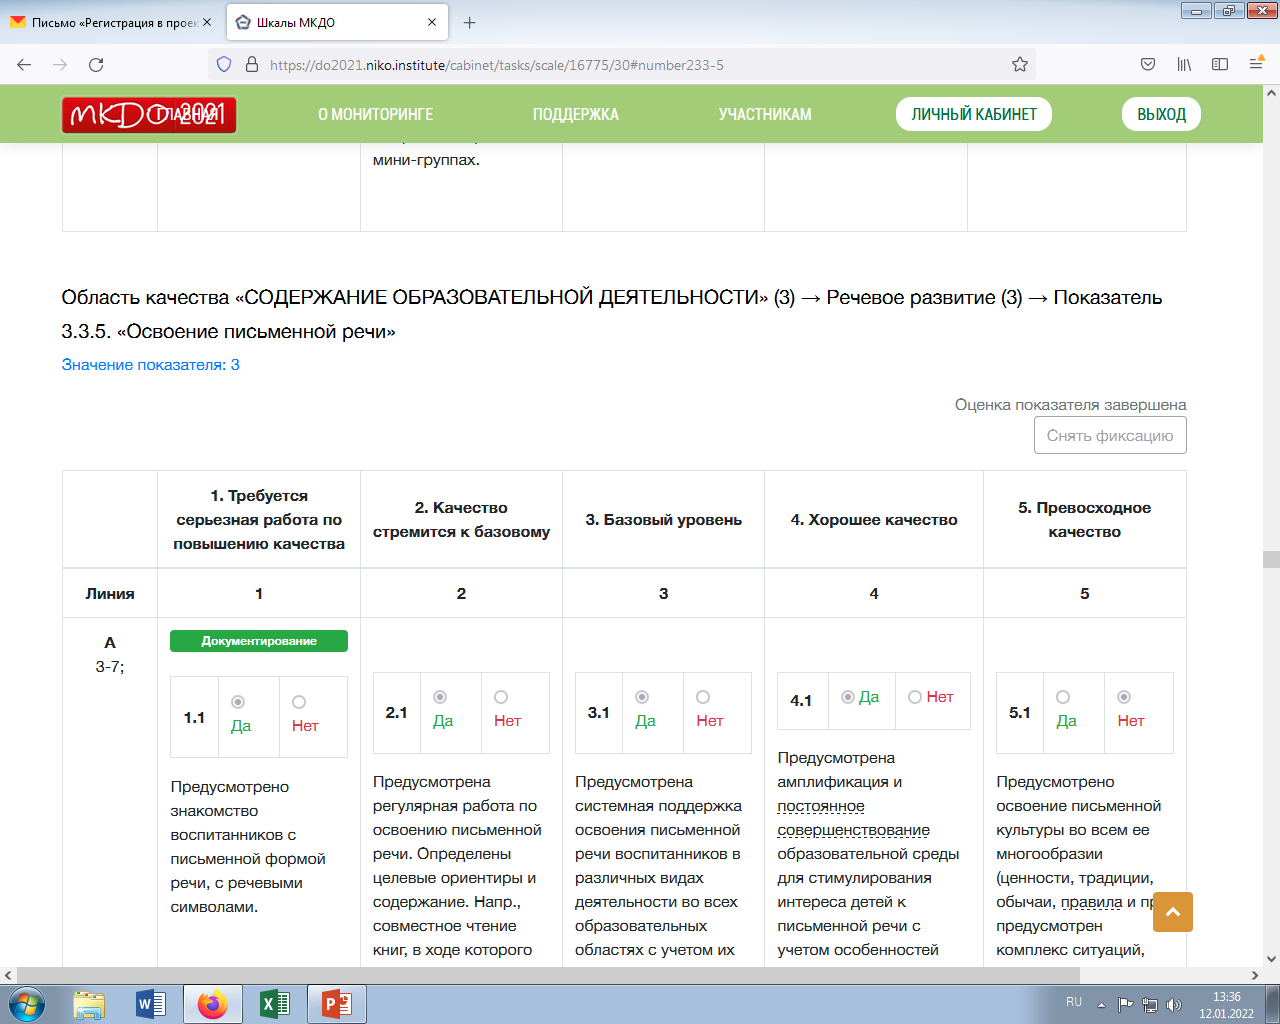 Письмо «Регистрация в проек
Шкалы МКДО
https://do2021.niko.institute/cabinet/tasks/scale/16775/30#number233-5
МКДО 2021
ГЛАВНАЯ
О МОНИТОРИНГЕ
ПОДДЕРЖКА
УЧАСТНИКАМ
ЛИЧНЫЙ КАБИНЕТ
ВЫХОД
мини-группах.
Область качества «СОДЕРЖАНИЕ ОБРАЗОВАТЕЛЬНОЙ ДЕЯТЕЛЬНОСТИ» (3) → Речевое развитие (3) → Показатель
3.3.5. «Освоение письменной речи»
Значение показателя: 3
Оценка показателя завершена
Снять фиксацию
1. Требуется
серьезная работа по
повышению качества
2. Качество
стремится к базовому
3. Базовый уровень
4. Хорошее качество
5. Превосходное
качество
Линия
1
2
3
4
5
А
3-7;
Документирование
1.1
Да
Нет
Предусмотрено
знакомство
воспитанников с
письменной формой
речи, с речевыми
символами.
2.1
Да
Нет
Предусмотрена
регулярная работа по
освоению письменной
речи. Определены
целевые ориентиры и
содержание. Напр.,
совместное чтение
книг, в ходе которого
3.1
Да
Нет
Предусмотрена
системная поддержка
освоения письменной
речи воспитанников в
различных видах
деятельности во всех
образовательных
областях с учетом их
4.1
Да
Нет
Предусмотрена
амплификация и
постоянное
совершенствование
образовательной среды
для стимулирования
интереса детей к
письменной речи с
учетом особенностей
5.1
Да
Нет
Предусмотрено
освоение письменной
культуры во всем ее
многообразии
(ценности, традиции,
обычаи, правила и пр
предусмотрен
комплекс ситуаций,
RU
13:36
12.01.2022